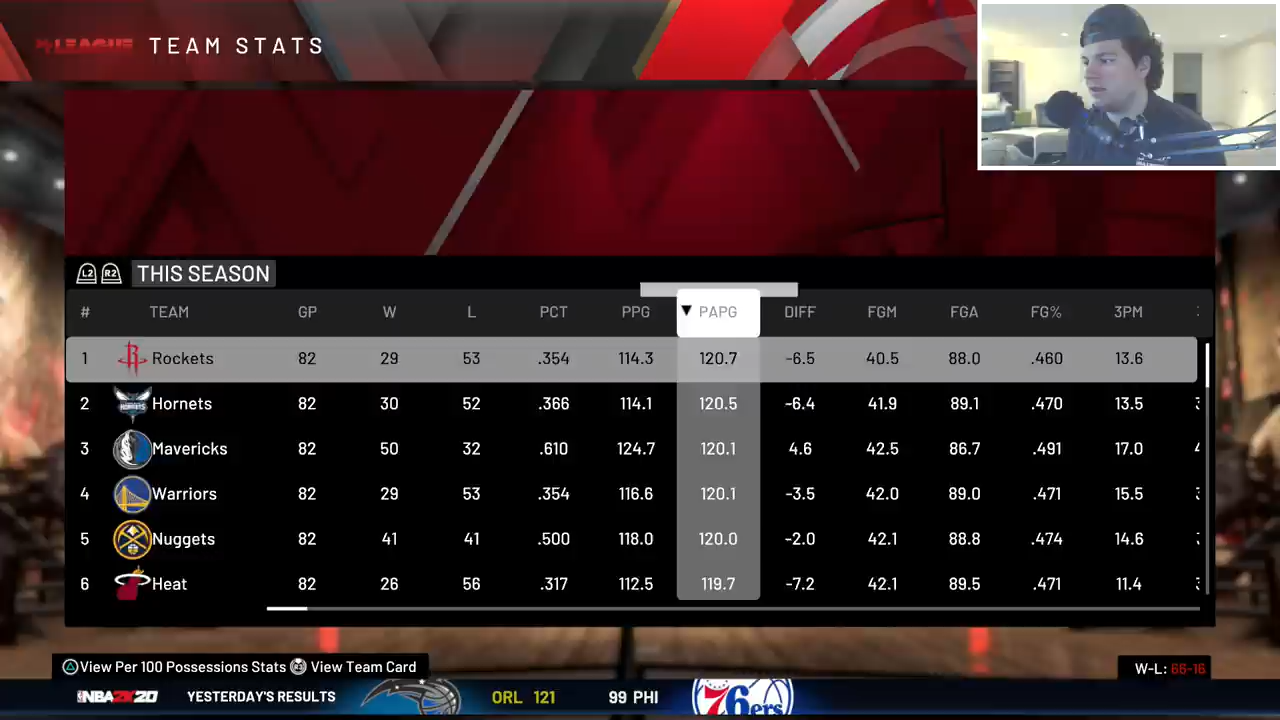 LEAGUE TEAM STATS
L2 R2 THIS SEASON
# TEAM GP W L PCT PPG ▼ PAPG DIFF FGM FGA FG% 3PM
1 Rockets 82 29 53 .354 114.3 120.7 -6.5 40.5 88.0 .460 13.6
2 Hornets 82 30 52 .366 114.1 120.5 -6.4 41.9 89.1 .470 13.5
3 Mavericks 82 50 32 .610 124.7 120.1 4.6 42.5 86.7 .491 17.0
4 Warriors 82 29 53 .354 116.6 120.1 -3.5 42.0 89.0 .471 15.5
5 Nuggets 82 41 41 .500 118.0 120.0 -2.0 42.1 88.8 .474 14.6
6 Heat 82 26 56 .317 112.5 119.7 -7.2 42.1 89.5 .471 11.4
View Per 100 Possessions Stats R3 View Team Card W-L: 66-16
NBA2K20 YESTERDAY'S RESULTS ORL 121 99 PHI 76ers